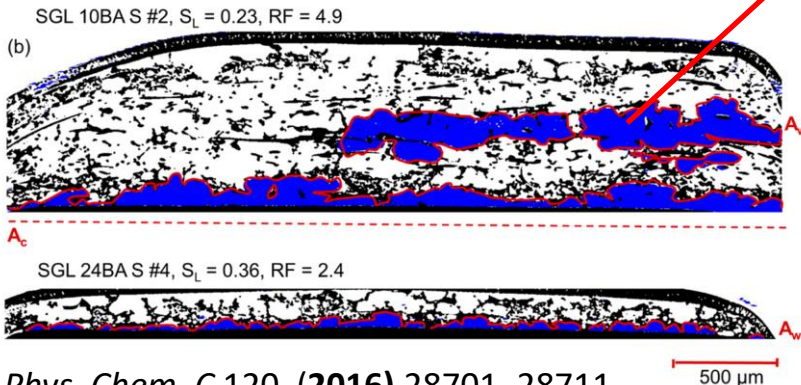 SGL 10BA S #2, S_L = 0.23, RF = 4.9
(b)
A_c
SGL 24BA S #4, S_L = 0.36, RF = 2.4
A_w
Phys. Chem. C 120, (2016) 28701–28711
500 µm